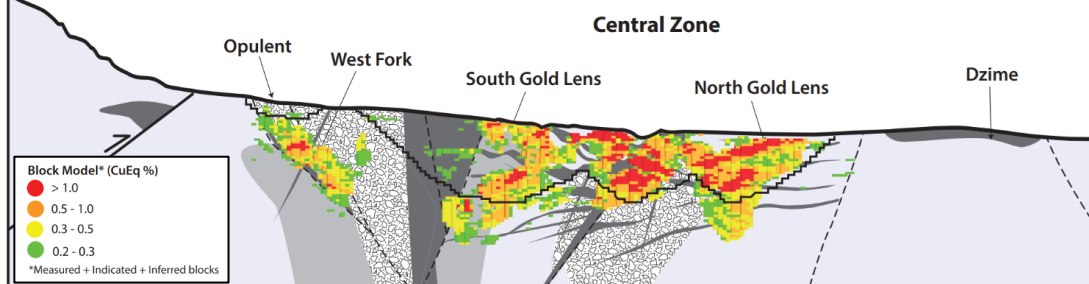 Central Zone
Opulent
West Fork
South Gold Lens
North Gold Lens
Dzime
Block Model* (CuEq %)
> 1.0
0.5 - 1.0
0.3 - 0.5
0.2 - 0.3
*Measured + Indicated + Inferred blocks